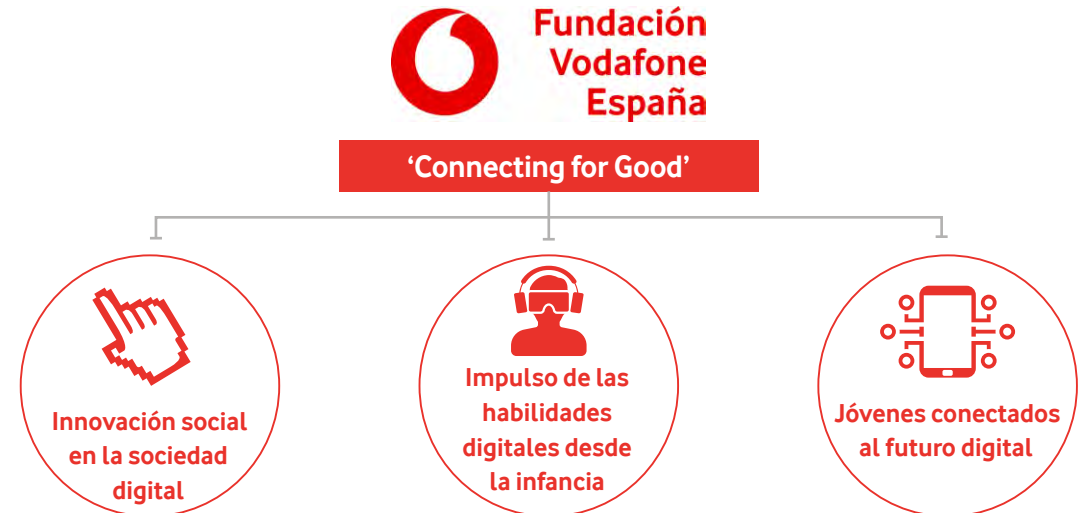 Fundación
Vodafone
España
‘Connecting for Good’
Innovación social
en la sociedad
digital
Impulso de las
habilidades
digitales desde
la infancia
Jóvenes conectados
al futuro digital